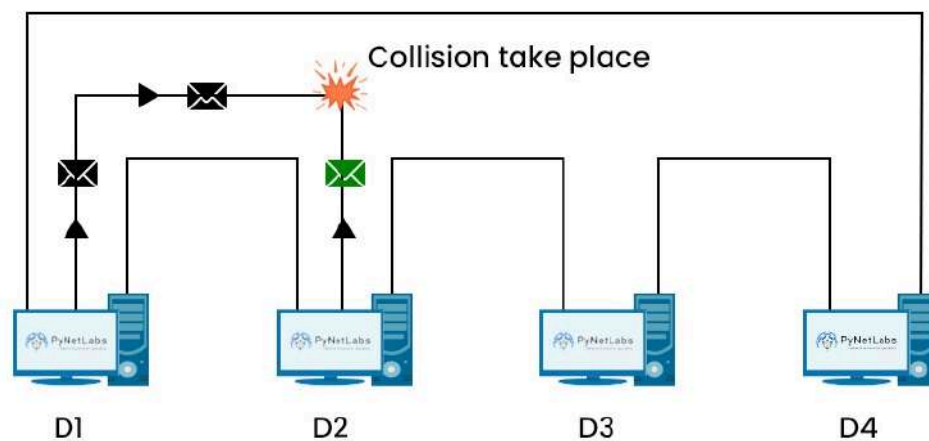 Collision take place
PyNetLabs
PyNetLabs
PyNetLabs
PyNetLabs
D1
D2
D3
D4